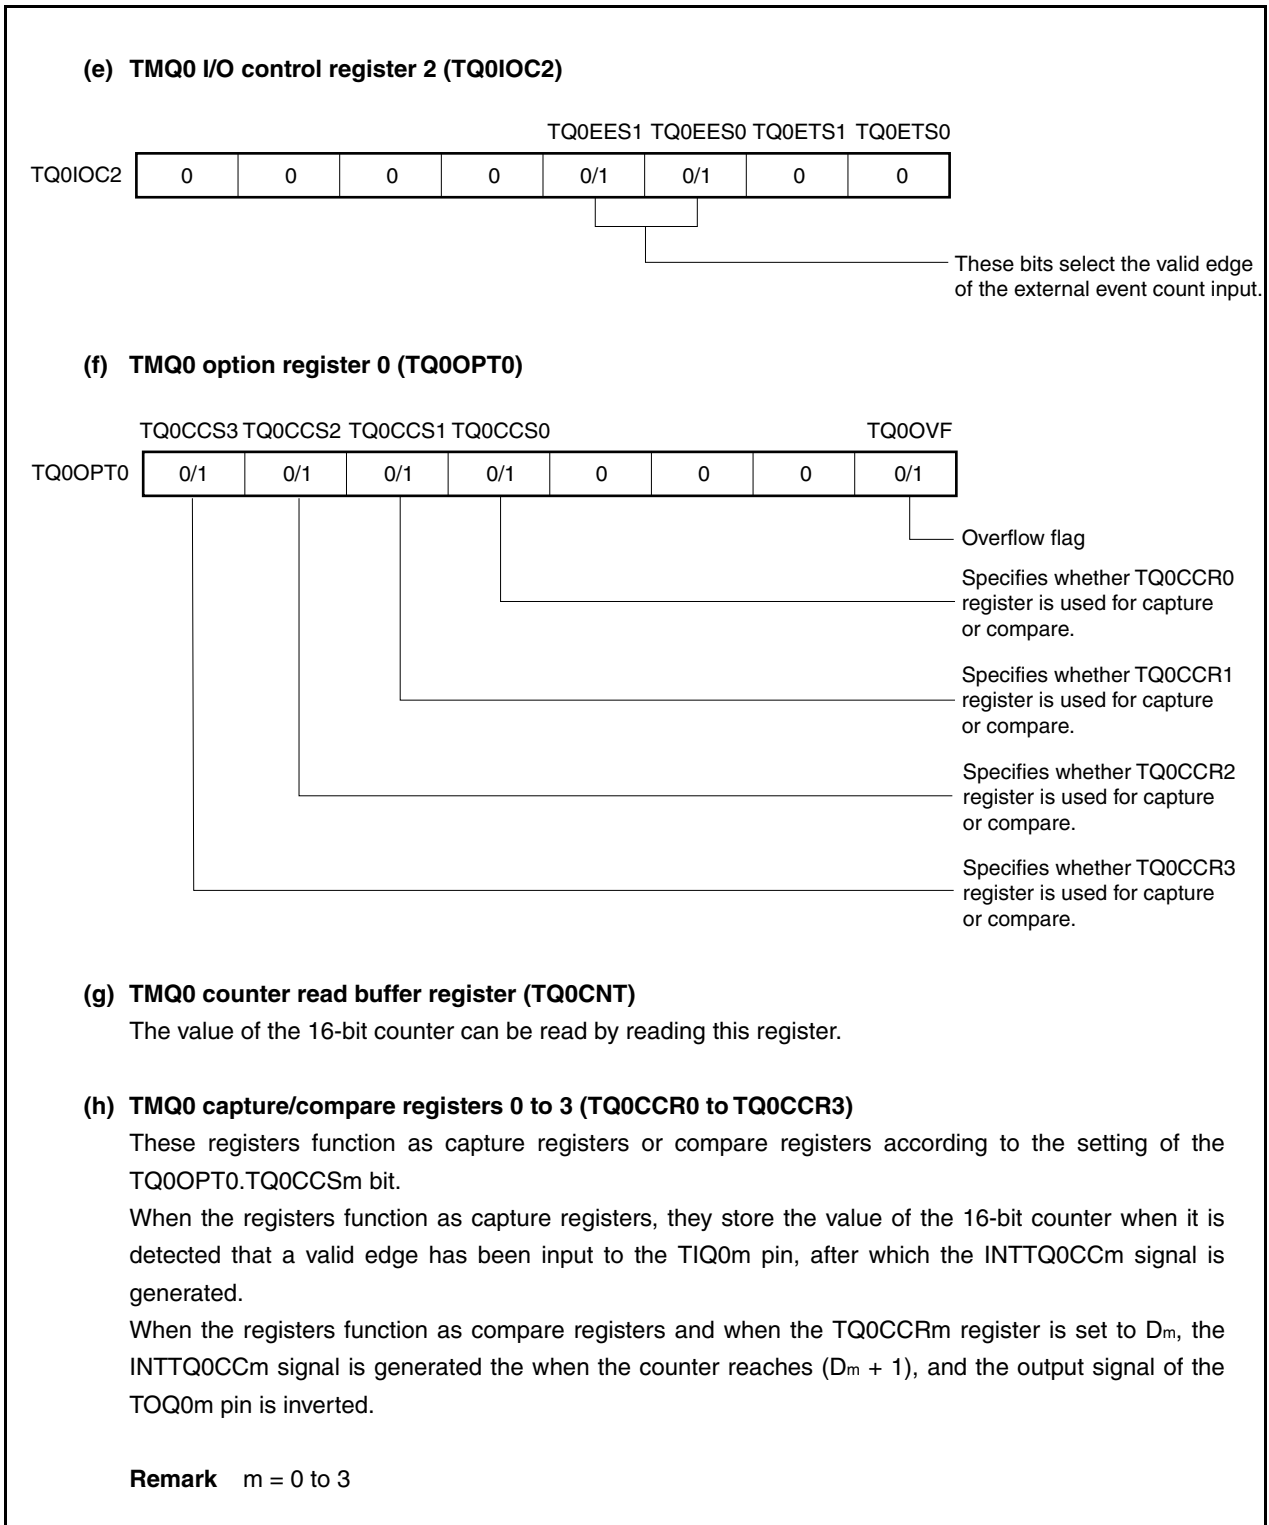 (e) TMQ0 I/O control register 2 (TQ0IOC2)
TQ0EES1 TQ0EES0 TQ0ETS1 TQ0ETS0
TQ0IOC2 0 0 0 0 0/1 0/1 0 0
These bits select the valid edge
of the external event count input.
(f) TMQ0 option register 0 (TQ0OPT0)
TQ0CCS3 TQ0CCS2 TQ0CCS1 TQ0CCS0 TQ0OVF
TQ0OPT0 0/1 0/1 0/1 0/1 0 0 0 0/1
Overflow flag
Specifies whether TQ0CCR0
register is used for capture
or compare.
Specifies whether TQ0CCR1
register is used for capture
or compare.
Specifies whether TQ0CCR2
register is used for capture
or compare.
Specifies whether TQ0CCR3
register is used for capture
or compare.
(g) TMQ0 counter read buffer register (TQ0CNT)
The value of the 16-bit counter can be read by reading this register.
(h) TMQ0 capture/compare registers 0 to 3 (TQ0CCR0 to TQ0CCR3)
These registers function as capture registers or compare registers according to the setting of the
TQ0OPT0.TQ0CCSm bit.
When the registers function as capture registers, they store the value of the 16-bit counter when it is
detected that a valid edge has been input to the TIQ0m pin, after which the INTTQ0CCm signal is
generated.
When the registers function as compare registers and when the TQ0CCRm register is set to Dm, the
INTTQ0CCm signal is generated the when the counter reaches (Dm + 1), and the output signal of the
TOQ0m pin is inverted.
Remark m = 0 to 3